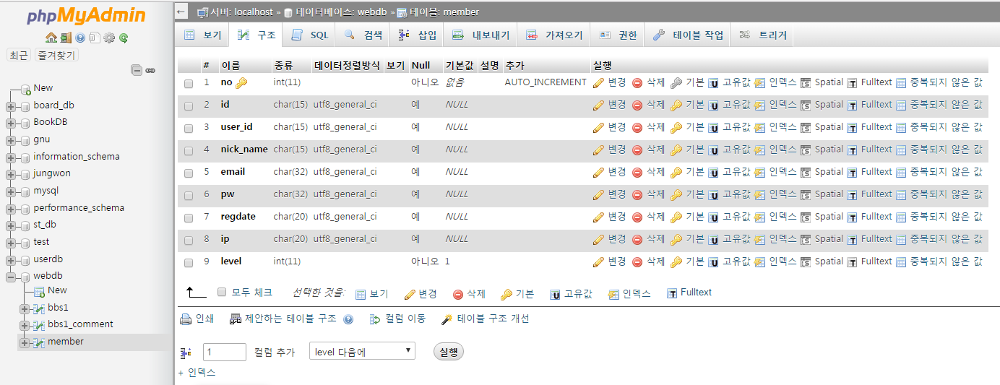 phpMyAdmin
최근 즐겨찾기
New
board_db
BookDB
gnu
information_schema
jungwon
mysql
performance_schema
st_db
test
userdb
webdb
New
bbs1
bbs1_comment
member
서버: localhost » 데이터베이스: webdb » 테이블: member
보기 구조 SQL 검색 삽입 내보내기 가져오기 권한 테이블 작업 트리거
# 이름 종류 데이터정렬방식 보기 Null 기본값 설명 추가 실행
1 no int(11) 아니오 없음 AUTO_INCREMENT 변경 삭제 기본 고유값 인덱스 Spatial Fulltext 중복되지 않은 값
2 id char(15) utf8_general_ci 예 NULL 변경 삭제 기본 고유값 인덱스 Spatial Fulltext 중복되지 않은 값
3 user_id char(15) utf8_general_ci 예 NULL 변경 삭제 기본 고유값 인덱스 Spatial Fulltext 중복되지 않은 값
4 nick_name char(15) utf8_general_ci 예 NULL 변경 삭제 기본 고유값 인덱스 Spatial Fulltext 중복되지 않은 값
5 email char(32) utf8_general_ci 예 NULL 변경 삭제 기본 고유값 인덱스 Spatial Fulltext 중복되지 않은 값
6 pw char(32) utf8_general_ci 예 NULL 변경 삭제 기본 고유값 인덱스 Spatial Fulltext 중복되지 않은 값
7 regdate char(20) utf8_general_ci 예 NULL 변경 삭제 기본 고유값 인덱스 Spatial Fulltext 중복되지 않은 값
8 ip char(20) utf8_general_ci 예 NULL 변경 삭제 기본 고유값 인덱스 Spatial Fulltext 중복되지 않은 값
9 level int(11) 아니오 1 변경 삭제 기본 고유값 인덱스 Spatial Fulltext 중복되지 않은 값
모두 체크 선택한 것을: 보기 변경 삭제 기본 고유값 인덱스 Fulltext
인쇄 제안하는 테이블 구조 컬럼 이동 테이블 구조 개선
1 컬럼 추가 level 다음에 실행
+ 인덱스